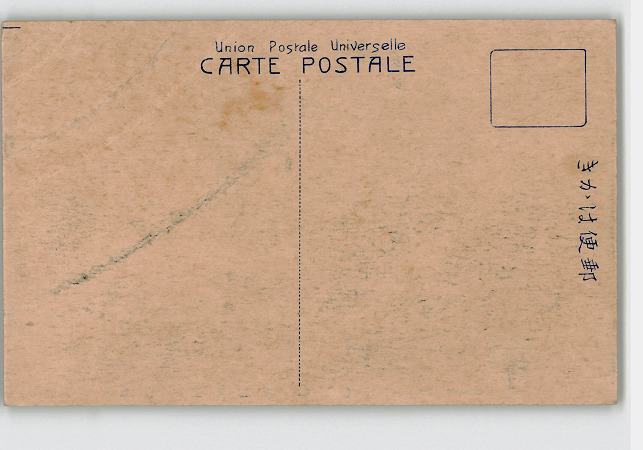 Union Postale Universelle
CARTE POSTALE
きかは便郵